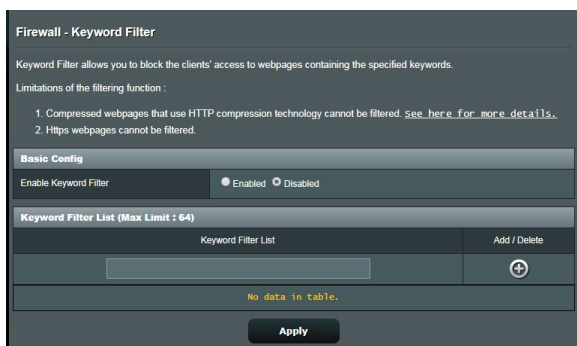 Firewall - Keyword Filter
Keyword Filter allows you to block the clients' access to webpages containing the specified keywords.
Limitations of the filtering function :
1. Compressed webpages that use HTTP compression technology cannot be filtered. See here for more details.
2. Https webpages cannot be filtered.
Basic Config
Enable Keyword Filter Enabled Disabled
Keyword Filter List (Max Limit : 64)
Keyword Filter List Add / Delete
No data in table.
Apply